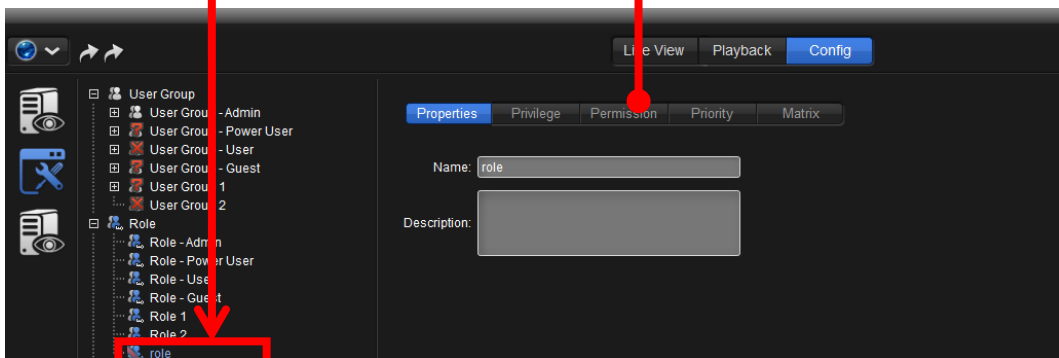 Live View Playback Config
User Group
User Group - Admin
User Group - Power User
User Group - User
User Group - Guest
User Group 1
User Group 2
Role
Role - Admin
Role - Power User
Role - User
Role - Guest
Role 1
Role 2
role
Properties Privilege Permission Priority Matrix
Name: role
Description: